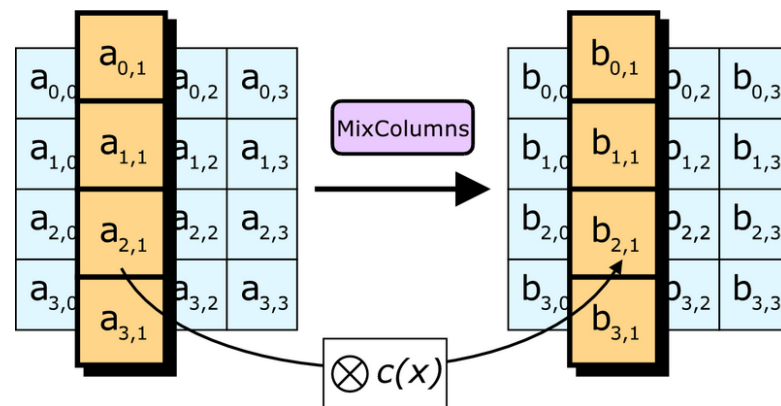 a0,0 a0,1 a0,2 a0,3
a1,0 a1,1 a1,2 a1,3
a2,0 a2,1 a2,2 a2,3
a3,0 a3,1 a3,2 a3,3
MixColumns
b0,0 b0,1 b0,2 b0,3
b1,0 b1,1 b1,2 b1,3
b2,0 b2,1 b2,2 b2,3
b3,0 b3,1 b3,2 b3,3
⊗ c(x)